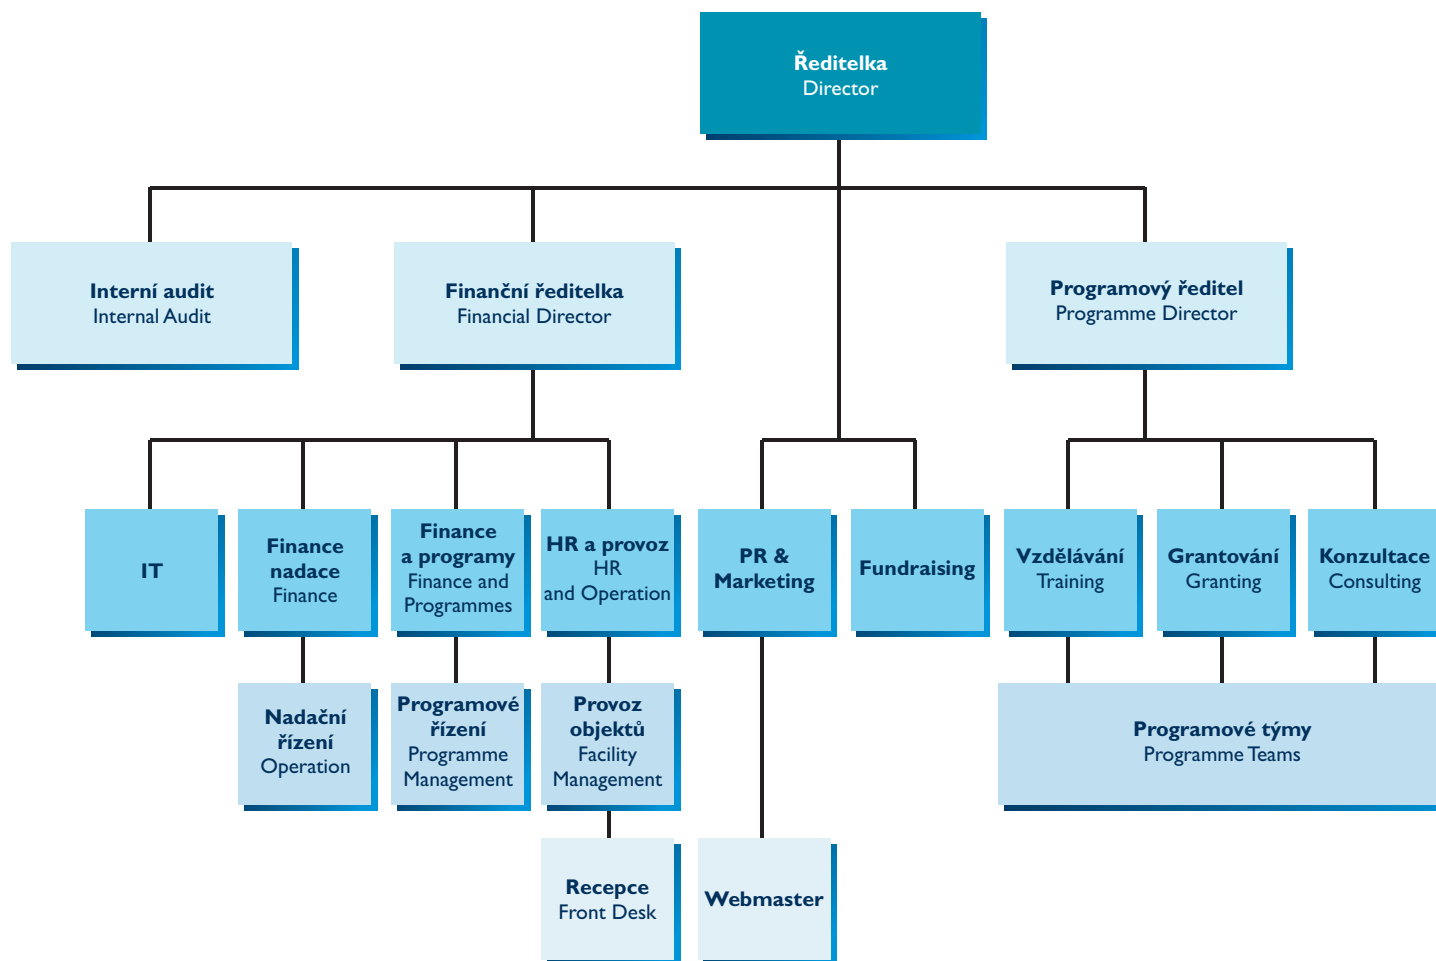 Ředitelka
Director
Interní audit
Internal Audit
Finanční ředitelka
Financial Director
Programový ředitel
Programme Director
IT
Finance
nadace
Finance
Finance
a programy
Finance and
Programmes
HR a provoz
HR
and Operation
PR &
Marketing
Fundraising
Vzdělávání
Training
Grantování
Granting
Konzultace
Consulting
Nadační
řízení
Operation
Programové
řízení
Programme
Management
Provoz
objektů
Facility
Management
Programové týmy
Programme Teams
Recepce
Front Desk
Webmaster